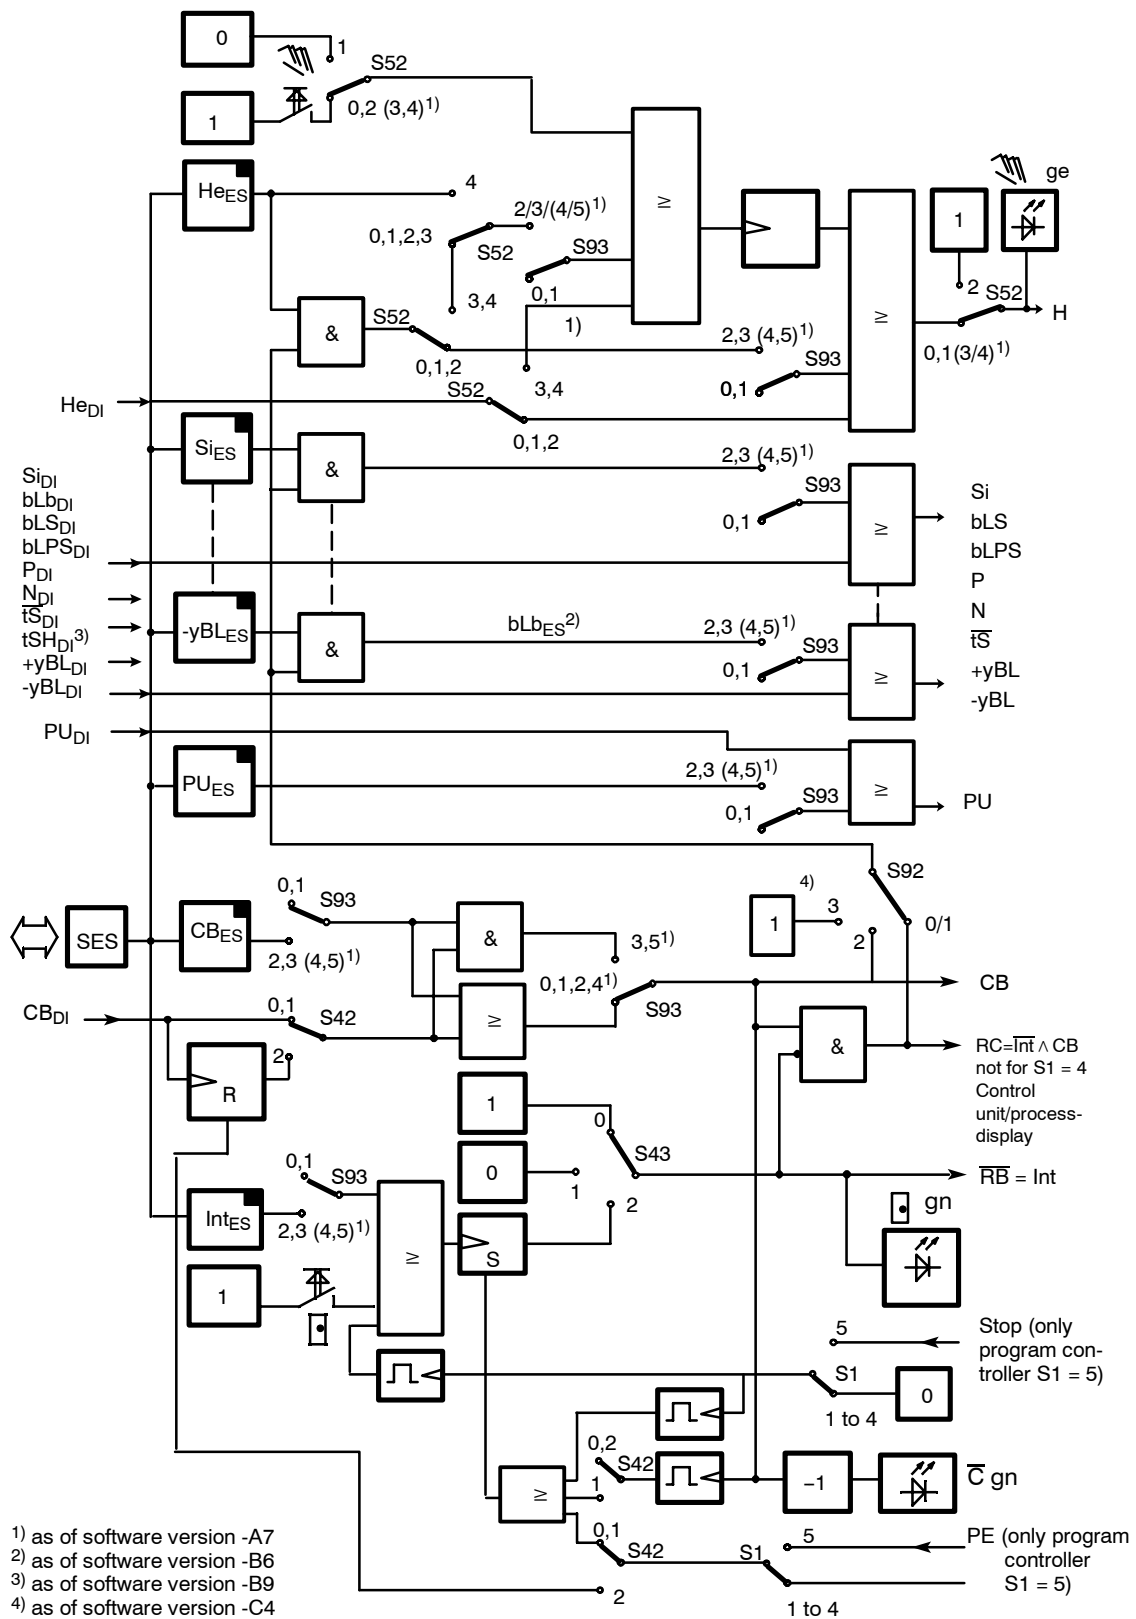 0
1
S52
0,2 (3,4)1)
1
HeES
4
2/3/(4/5)1)
0,1,2,3
S52
S93
0,1
3,4
1)
≥
ge
1
2
S52
H
0,1(3/4)1)
≥
&
S52
0,1,2
2,3 (4,5)1)
S93
0,1
3,4
HeDI
S52
0,1,2
SiES
&
2,3 (4,5)1)
S93
0,1
≥
SiDI
bLbDI
bLSDI
bLPSDI
PDI
NDI
t̅S̅DI
tSHDI3)
+yBLDI
-yBLDI
Si
bLS
bLPS
P
N
t̅S̅
+yBL
-yBL
-yBLES
&
bLbES2)
2,3 (4,5)1)
S93
0,1
≥
PUDI
PUES
2,3 (4,5)1)
S93
0,1
≥
PU
S92
4)
1
3
2
0/1
SES
0,1
S93
CBES
2,3 (4,5)1)
&
3,51)
0,1,2,41)
S93
CB
CBDI
0,1
S42
≥
2
R
&
RC=I̅n̅t̅ ∧ CB
not for S1 = 4
Control
unit/process-
display
1
0
S43
0
1
2
R̅B̅ = Int
gn
0,1
S93
IntES
2,3 (4,5)1)
≥
S
1
5
Stop (only
program con-
troller S1 = 5)
S1
0
1 to 4
0,2
S42
1
≥
−1
C̅ gn
0,1
S42
2
S1
5
1 to 4
PE (only program
controller
S1 = 5)
1) as of software version -A7
2) as of software version -B6
3) as of software version -B9
4) as of software version -C4